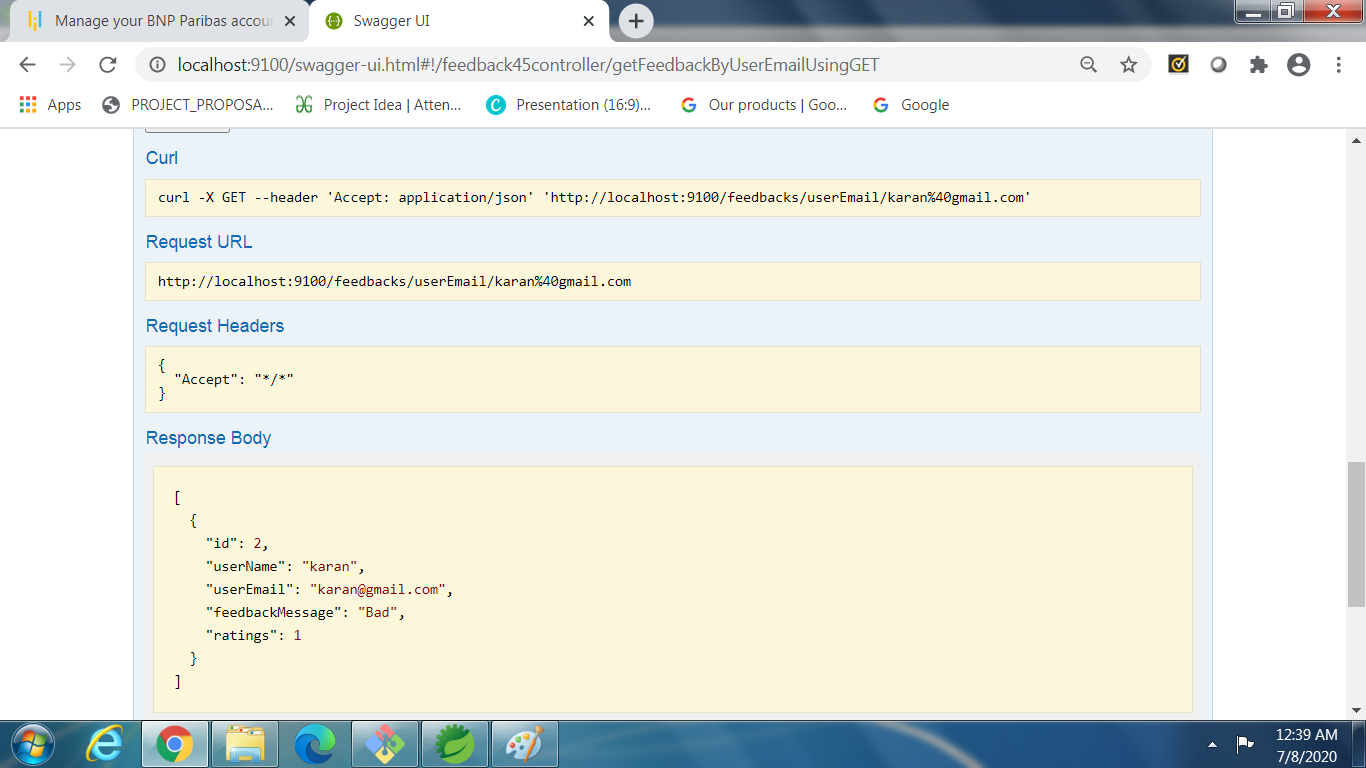 Manage your BNP Paribas accou
Swagger UI
localhost:9100/swagger-ui.html#!/feedback45controller/getFeedbackByUserEmailUsingGET
Apps PROJECT_PROPOSA... Project Idea | Atten... Presentation (16:9)... Our products | Goo... Google
Curl
curl -X GET --header 'Accept: application/json' 'http://localhost:9100/feedbacks/userEmail/karan%40gmail.com'
Request URL
http://localhost:9100/feedbacks/userEmail/karan%40gmail.com
Request Headers
{
"Accept": "*/*"
}
Response Body
[
{
"id": 2,
"userName": "karan",
"userEmail": "karan@gmail.com",
"feedbackMessage": "Bad",
"ratings": 1
}
]
12:39 AM
7/8/2020